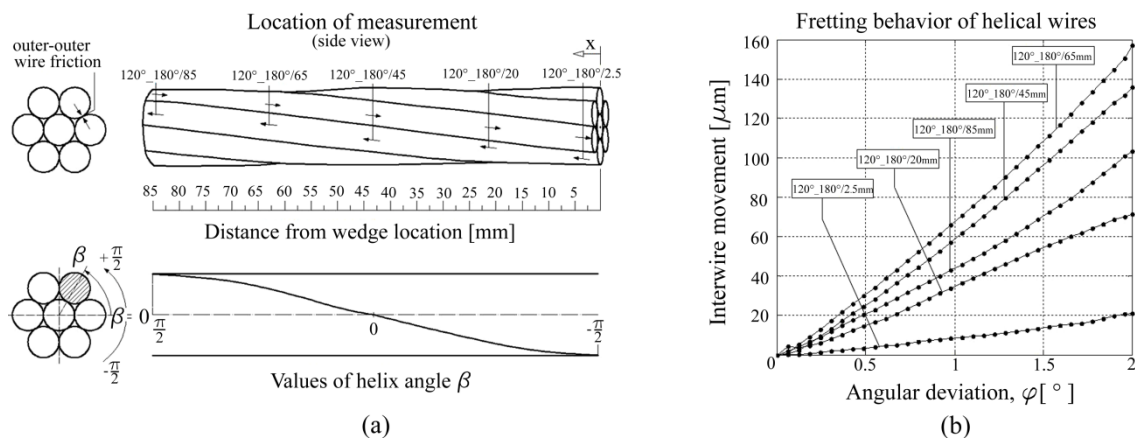 Location of measurement
(side view)
outer-outer
wire friction
x
120°_180°/85
120°_180°/65
120°_180°/45
120°_180°/20
120°_180°/2.5
85 80 75 70 65 60 55 50 45 40 35 30 25 20 15 10 5
Distance from wedge location [mm]
β
+π/2
β= 0
-π/2
π/2
0
-π/2
Values of helix angle β
(a)
Fretting behavior of helical wires
160
140
120
100
80
60
40
20
0
Interwire movement [μm]
120°_180°/65mm
120°_180°/45mm
120°_180°/85mm
120°_180°/20mm
120°_180°/2.5mm
0.5 1 1.5 2
Angular deviation, φ[ ° ]
(b)